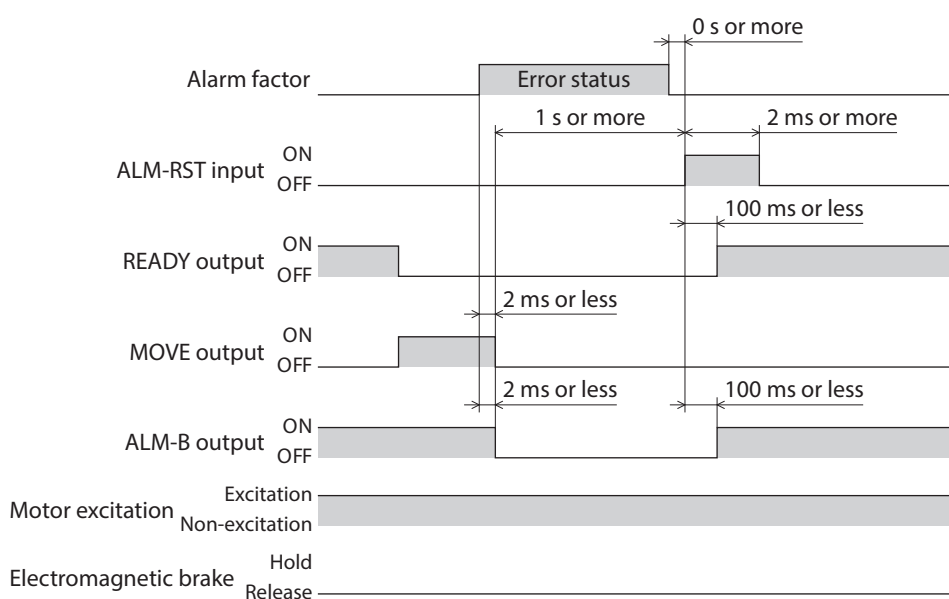 0 s or more
Alarm factor
Error status
1 s or more
2 ms or more
ALM-RST input
ON
OFF
100 ms or less
READY output
ON
OFF
2 ms or less
MOVE output
ON
OFF
2 ms or less
100 ms or less
ALM-B output
ON
OFF
Motor excitation
Excitation
Non-excitation
Electromagnetic brake
Hold
Release